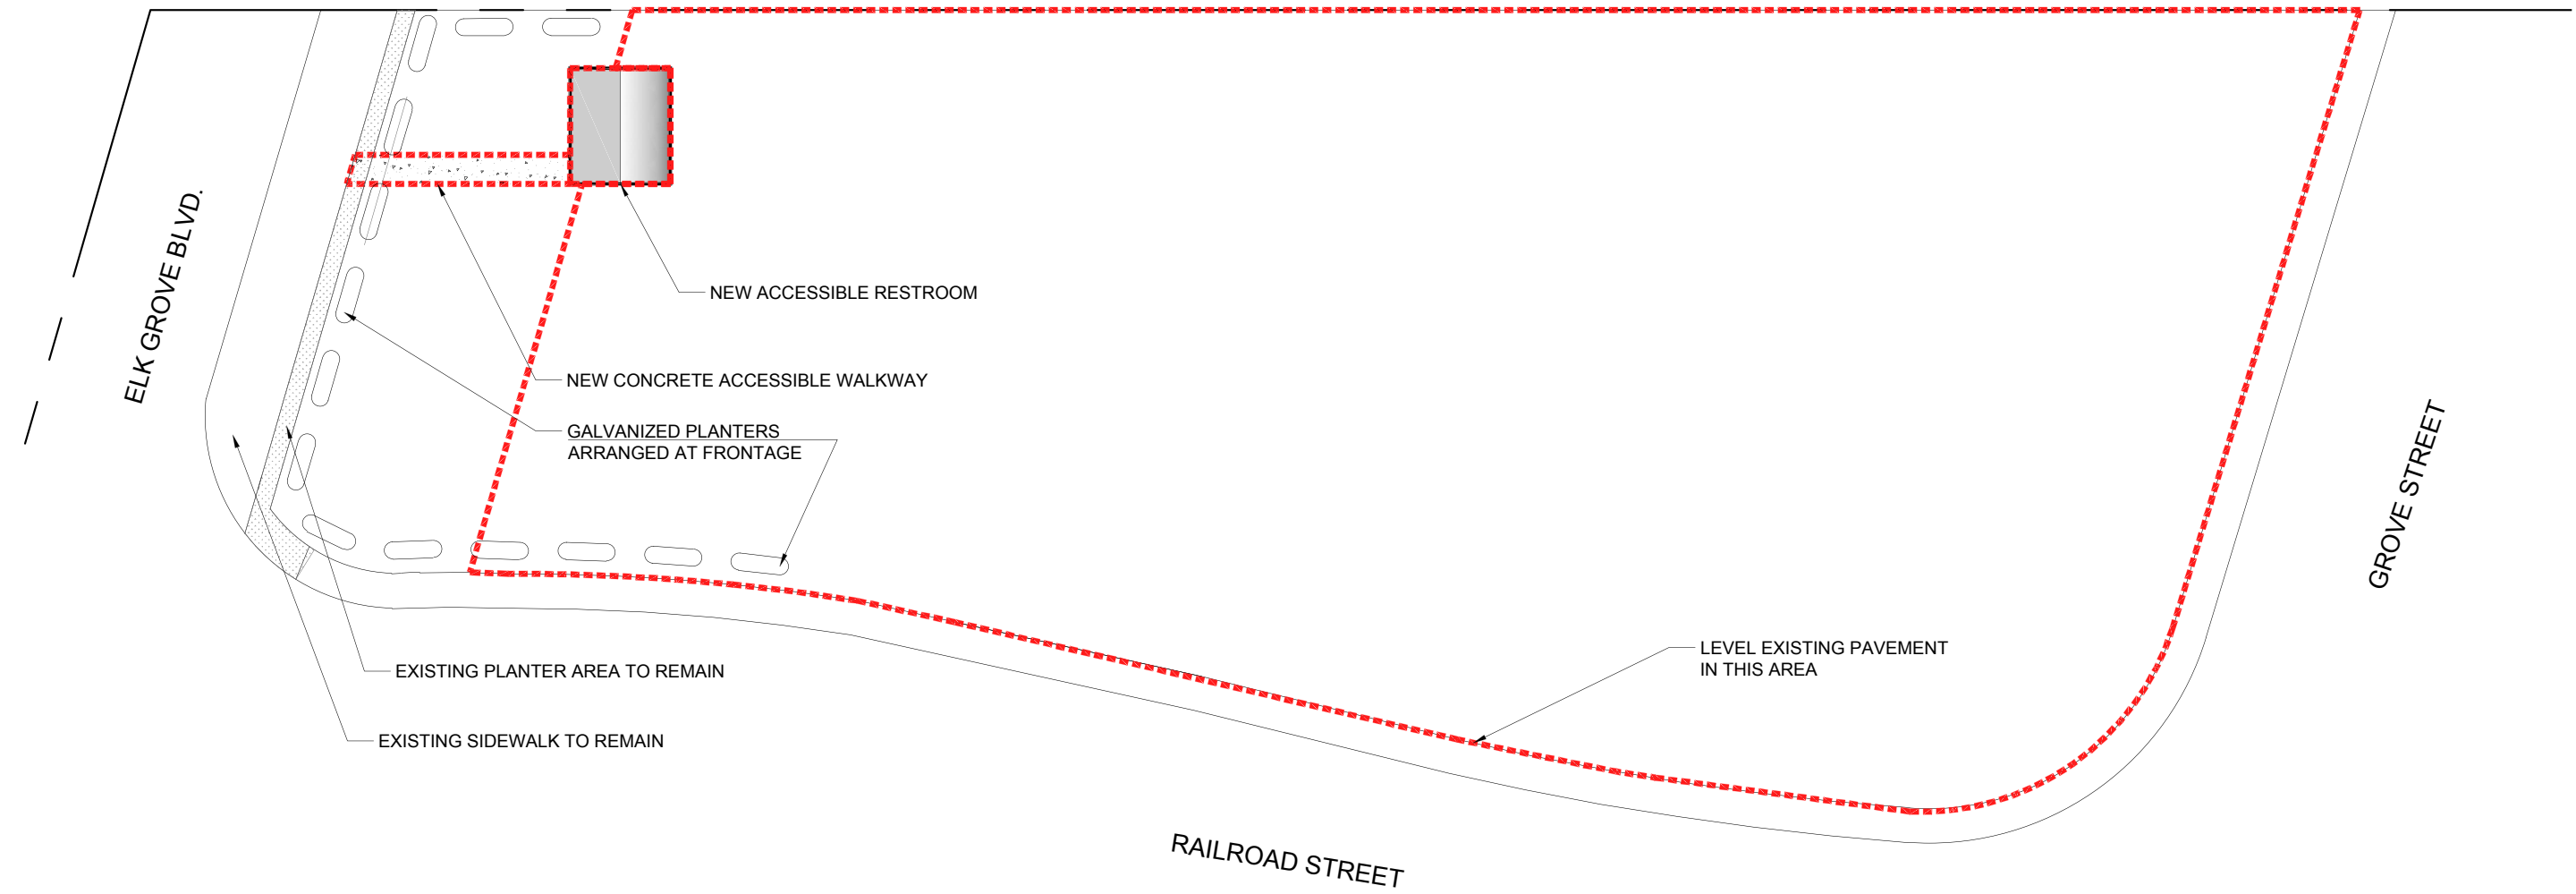 ELK GROVE BLVD.
NEW ACCESSIBLE RESTROOM
NEW CONCRETE ACCESSIBLE WALKWAY
GALVANIZED PLANTERS
ARRANGED AT FRONTAGE
GROVE STREET
LEVEL EXISTING PAVEMENT
IN THIS AREA
EXISTING PLANTER AREA TO REMAIN
EXISTING SIDEWALK TO REMAIN
RAILROAD STREET